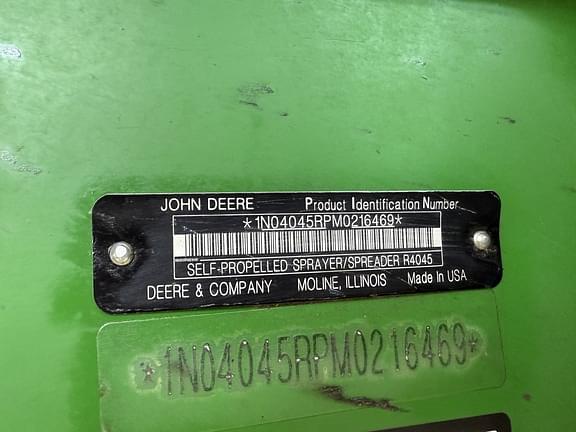 JOHN DEERE Product Identification Number
*1N04045RPM0216469*
SELF-PROPELLED SPRAYER/SPREADER R4045
DEERE & COMPANY MOLINE, ILLINOIS Made In USA
*1N04045RPM0216469*